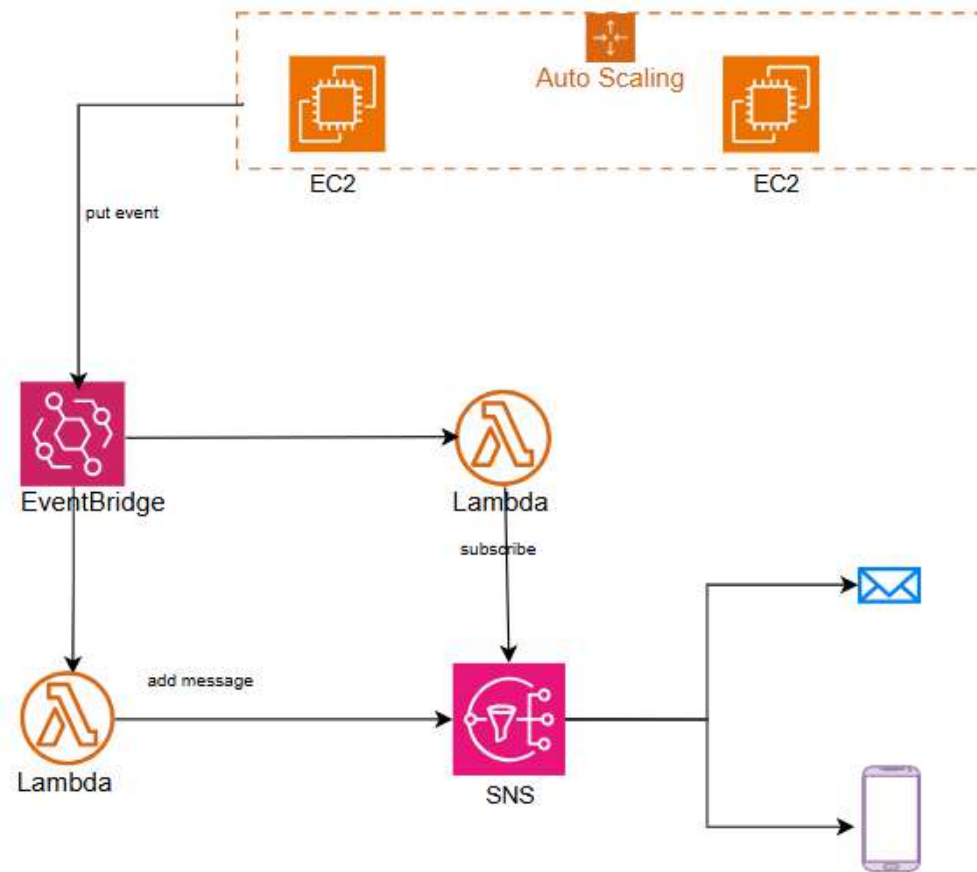 Auto Scaling
EC2
EC2
put event
EventBridge
Lambda
subscribe
add message
Lambda
SNS